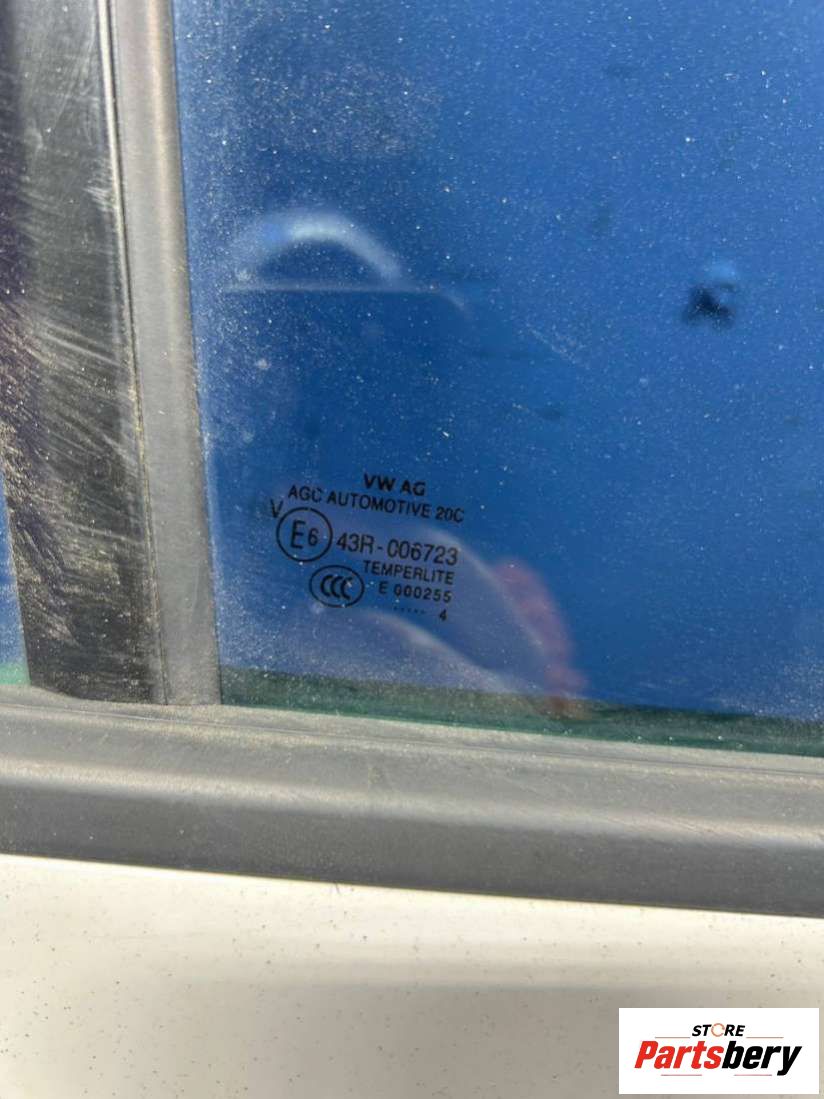 VW AG
AGC AUTOMOTIVE 20C
V
E6 43R-006723
TEMPERLITE
CCC E 000255
..... 4
STORE
Partsbery